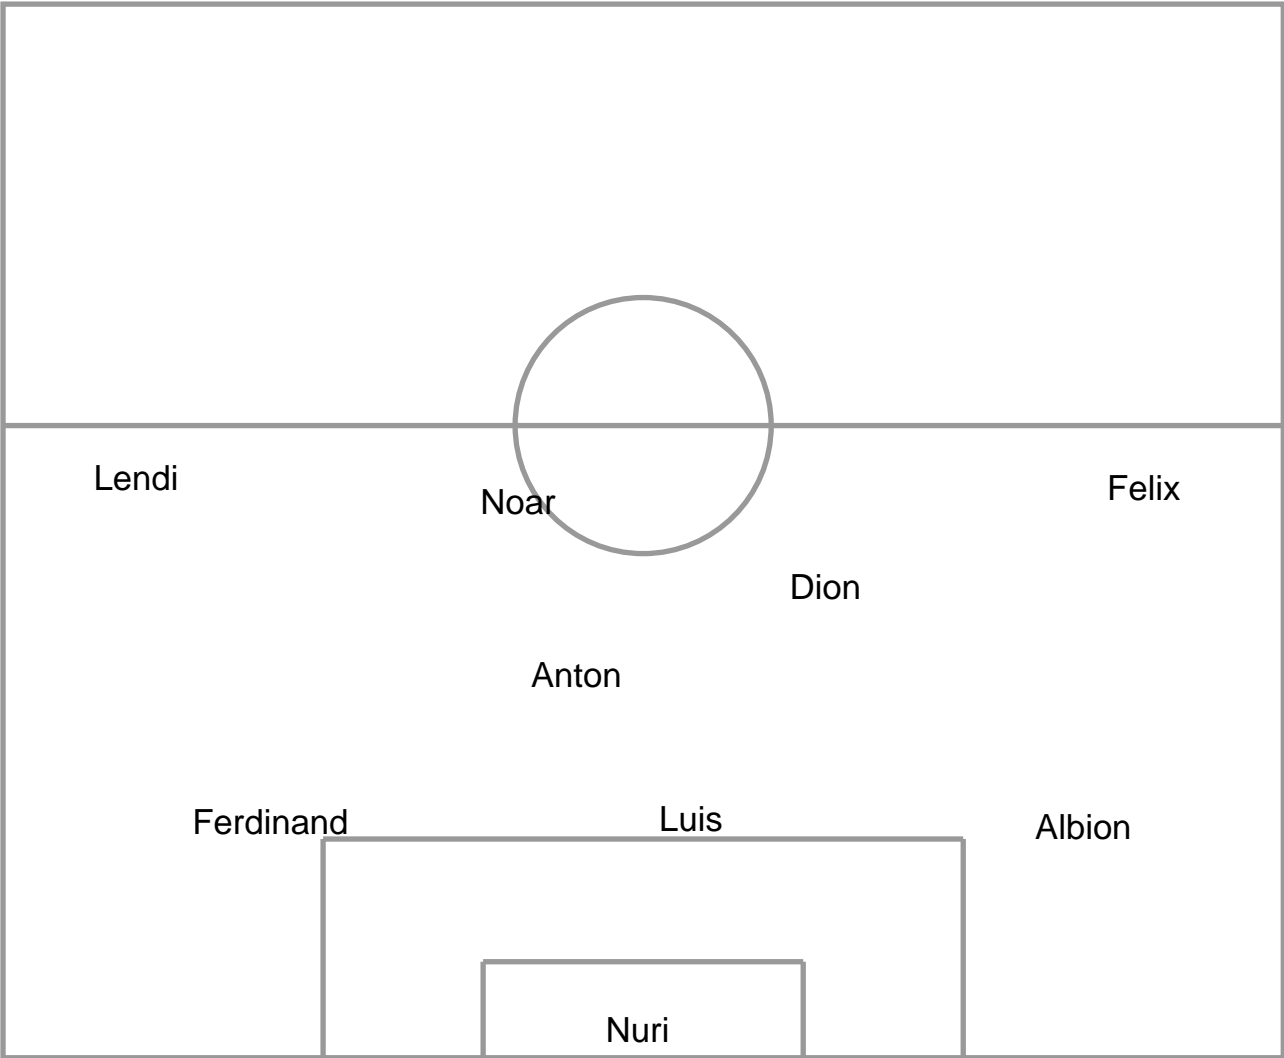 Lendi
Noar
Felix
Dion
Anton
Ferdinand
Luis
Albion
Nuri